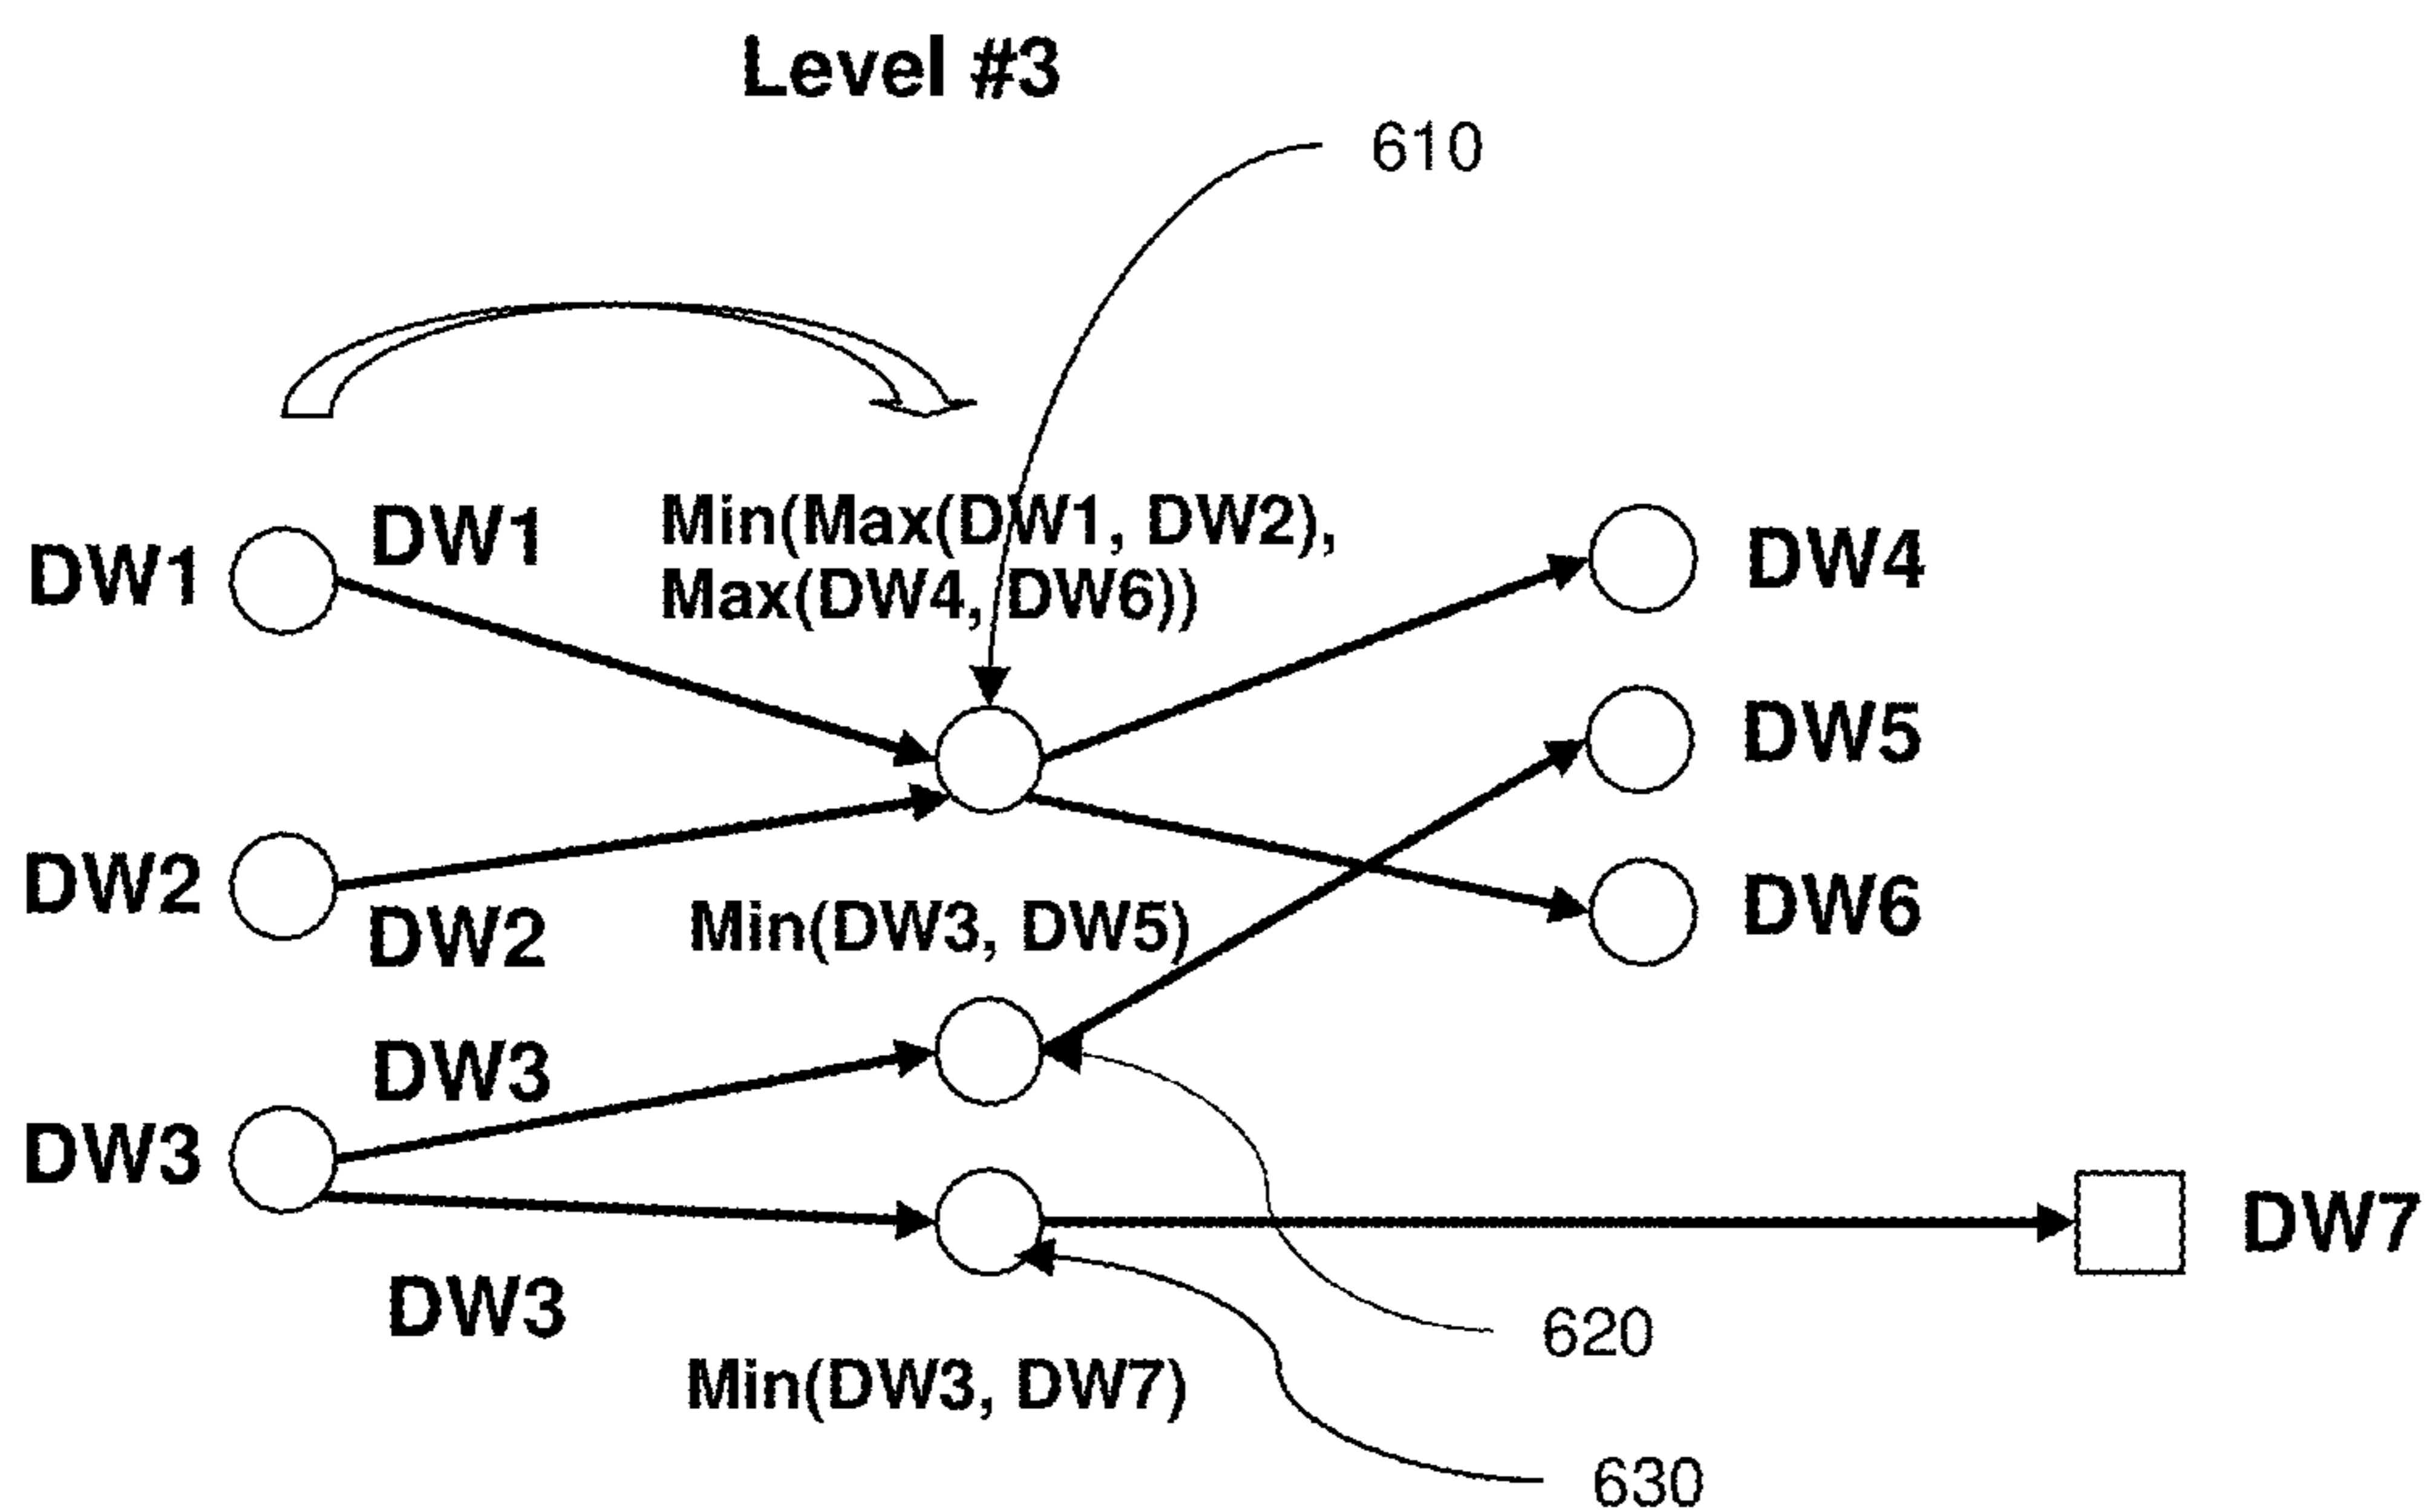 Level #3
610
DW1
DW1
Min(Max(DW1, DW2),
Max(DW4, DW6))
DW4
DW5
DW2
DW2
Min(DW3, DW5)
DW6
DW3
DW3
DW7
DW3
620
Min(DW3, DW7)
630